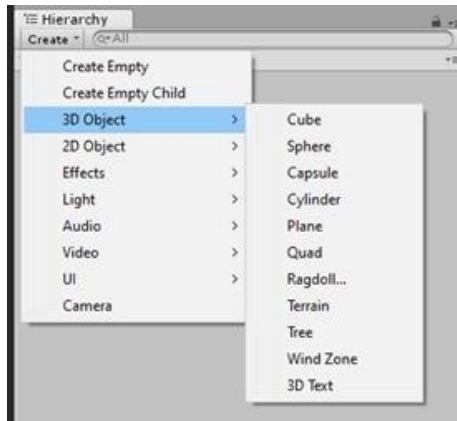 Hierarchy
Create All
Create Empty
Create Empty Child
3D Object >
2D Object >
Effects >
Light >
Audio >
Video >
UI >
Camera
Cube
Sphere
Capsule
Cylinder
Plane
Quad
Ragdoll...
Terrain
Tree
Wind Zone
3D Text